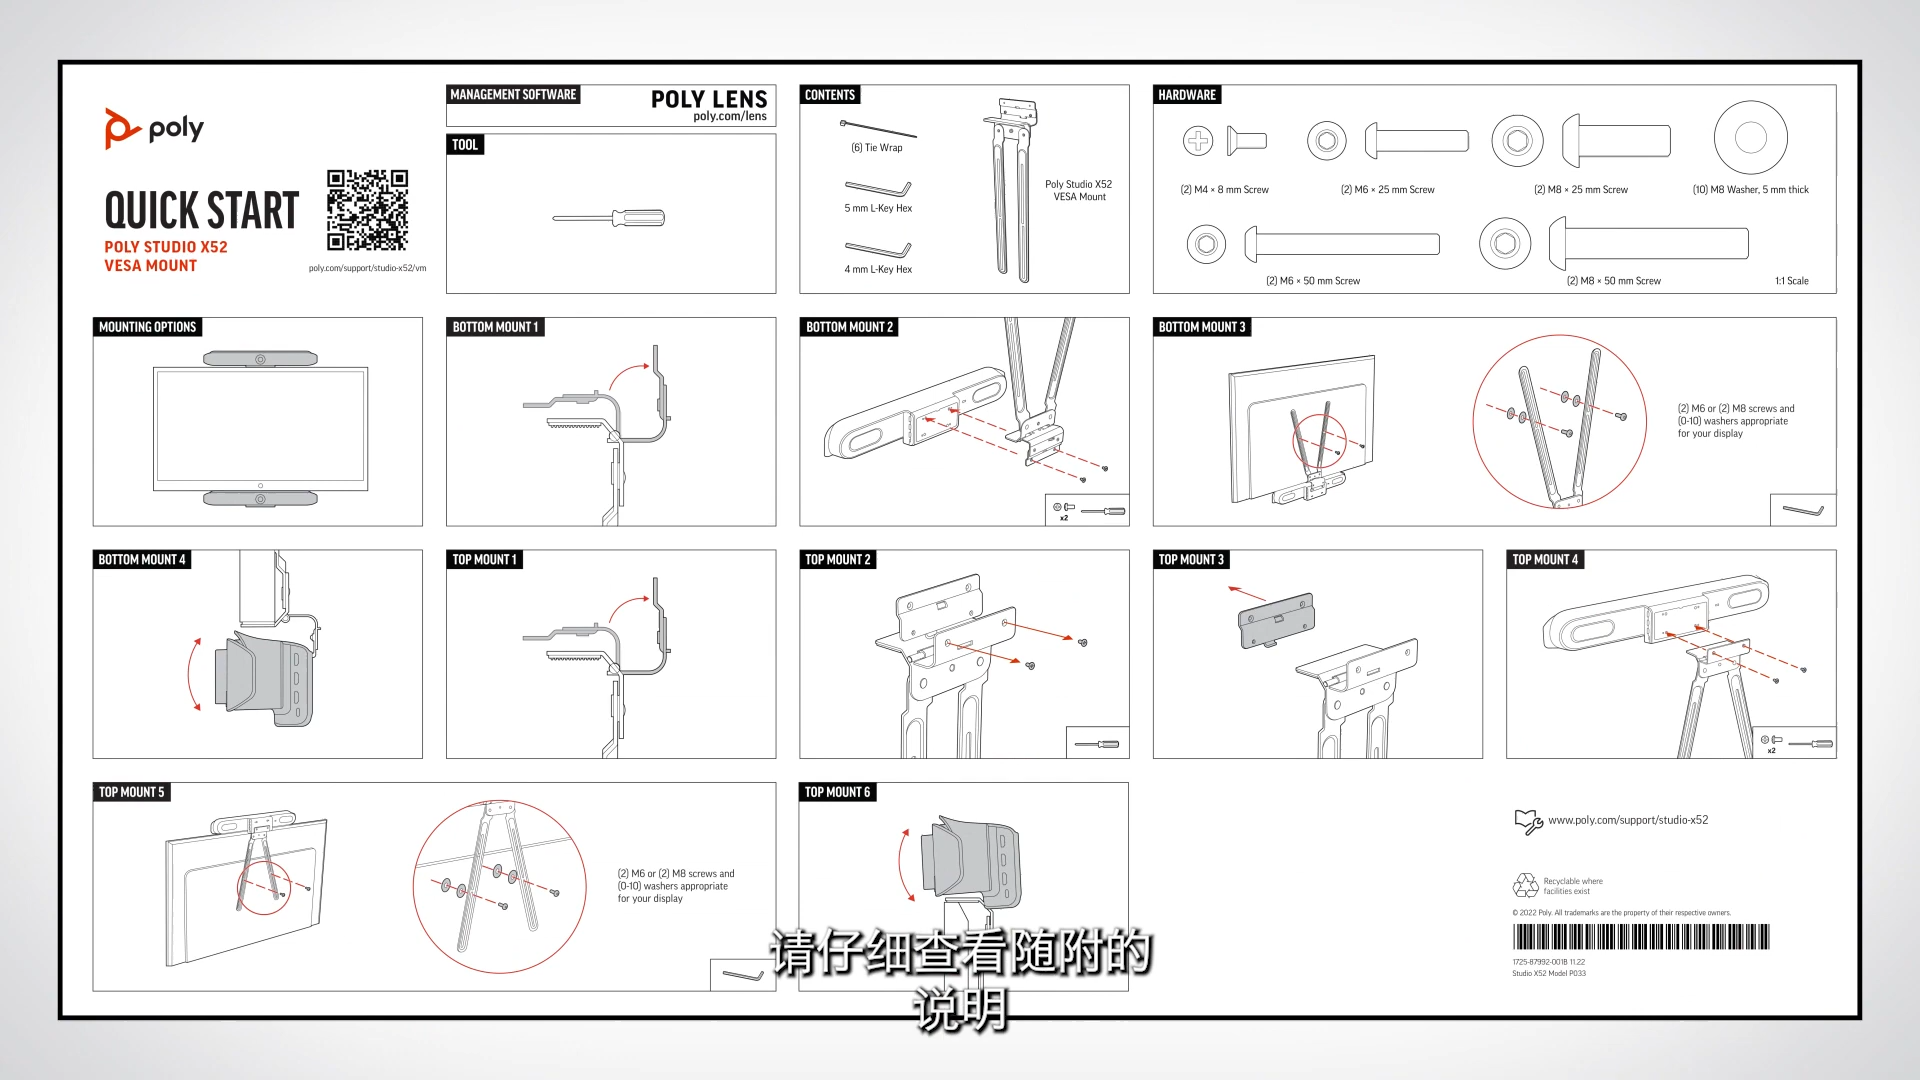 poly
QUICK START
POLY STUDIO X52
VESA MOUNT
poly.com/support/studio-x52/vm
MANAGEMENT SOFTWARE
POLY LENS
poly.com/lens
TOOL
CONTENTS
(6) Tie Wrap
5 mm L-Key Hex
4 mm L-Key Hex
Poly Studio X52
VESA Mount
HARDWARE
(2) M4 × 8 mm Screw
(2) M6 × 25 mm Screw
(2) M8 × 25 mm Screw
(10) M8 Washer, 5 mm thick
(2) M6 × 50 mm Screw
(2) M8 × 50 mm Screw
1:1 Scale
MOUNTING OPTIONS
BOTTOM MOUNT 1
BOTTOM MOUNT 2
x2
BOTTOM MOUNT 3
(2) M6 or (2) M8 screws and
(0-10) washers appropriate
for your display
BOTTOM MOUNT 4
TOP MOUNT 1
TOP MOUNT 2
TOP MOUNT 3
TOP MOUNT 4
x2
TOP MOUNT 5
(2) M6 or (2) M8 screws and
(0-10) washers appropriate
for your display
TOP MOUNT 6
www.poly.com/support/studio-x52
Recyclable where
facilities exist
© 2022 Poly. All trademarks are the property of their respective owners.
1725-87992-001B 11.22
Studio X52 Model P033
请仔细查看随附的
说明